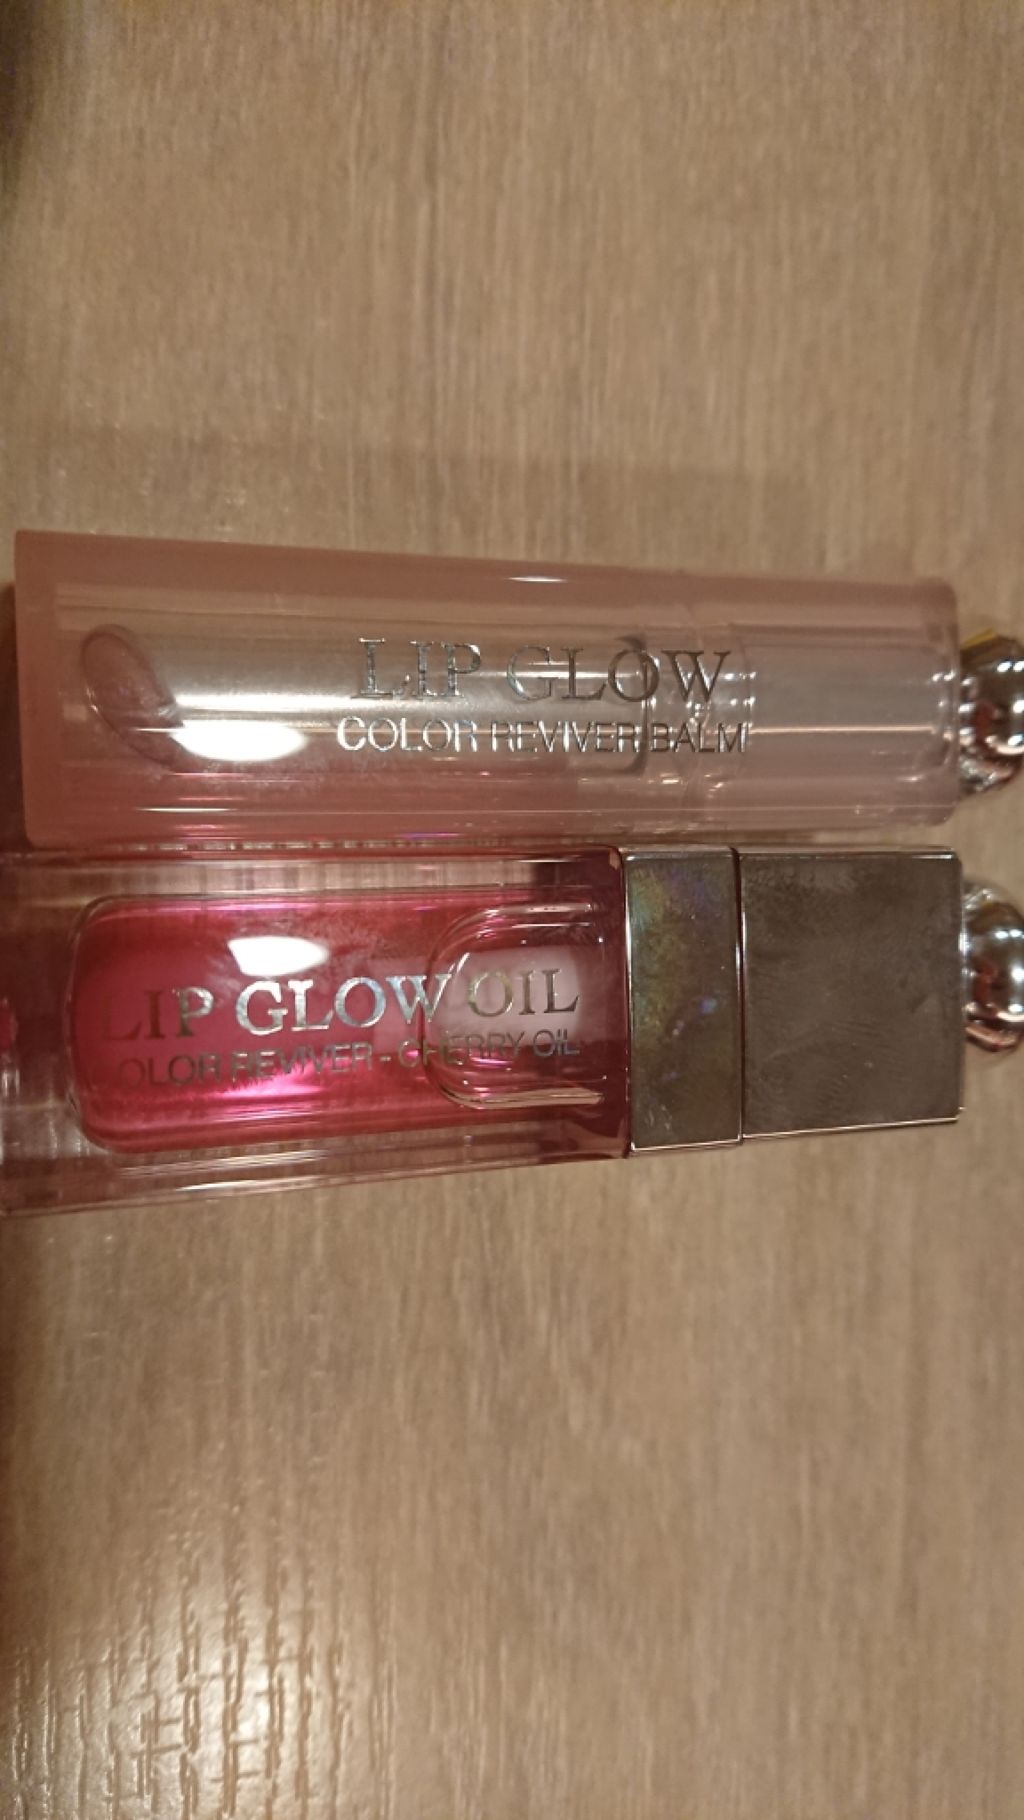 LIP GLOW
COLOR REVIVER BALM
LIP GLOW OIL
COLOR REVIVER - CHERRY OIL